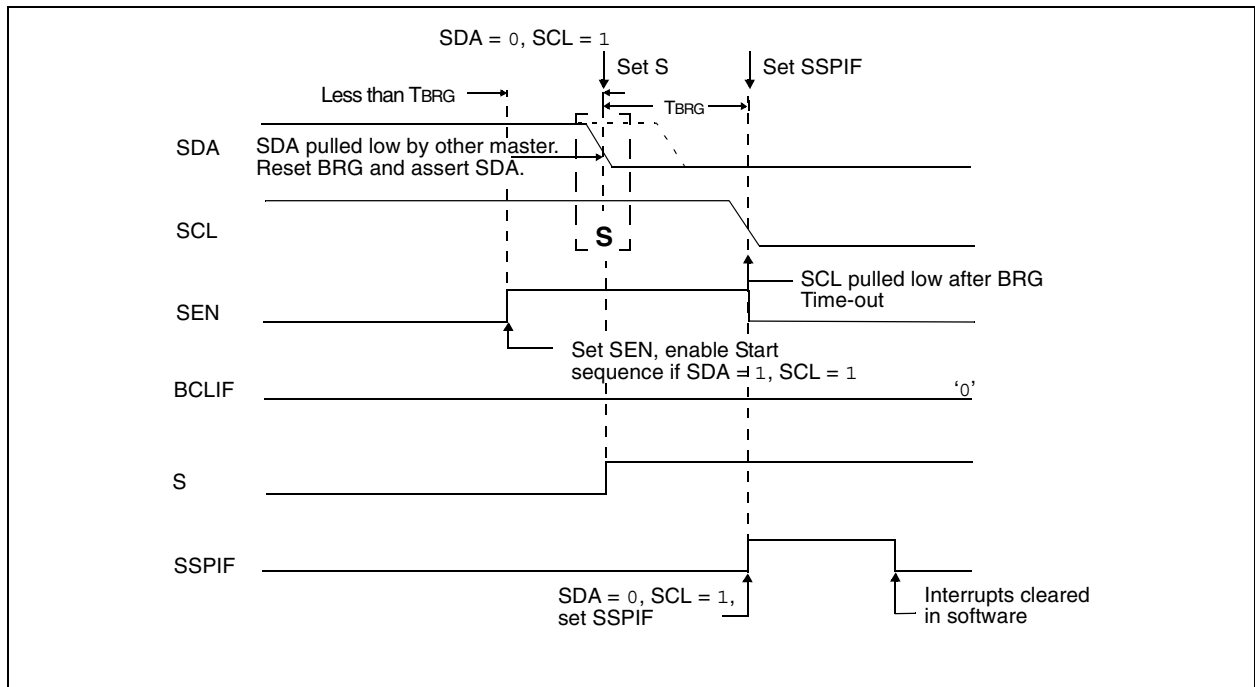 SDA = 0, SCL = 1
Set S
Set SSPIF
Less than TBRG
TBRG
SDA
SDA pulled low by other master.
Reset BRG and assert SDA.
SCL
S
SCL pulled low after BRG
Time-out
SEN
Set SEN, enable Start
sequence if SDA = 1, SCL = 1
BCLIF
‘0’
S
SSPIF
SDA = 0, SCL = 1,
set SSPIF
Interrupts cleared
in software